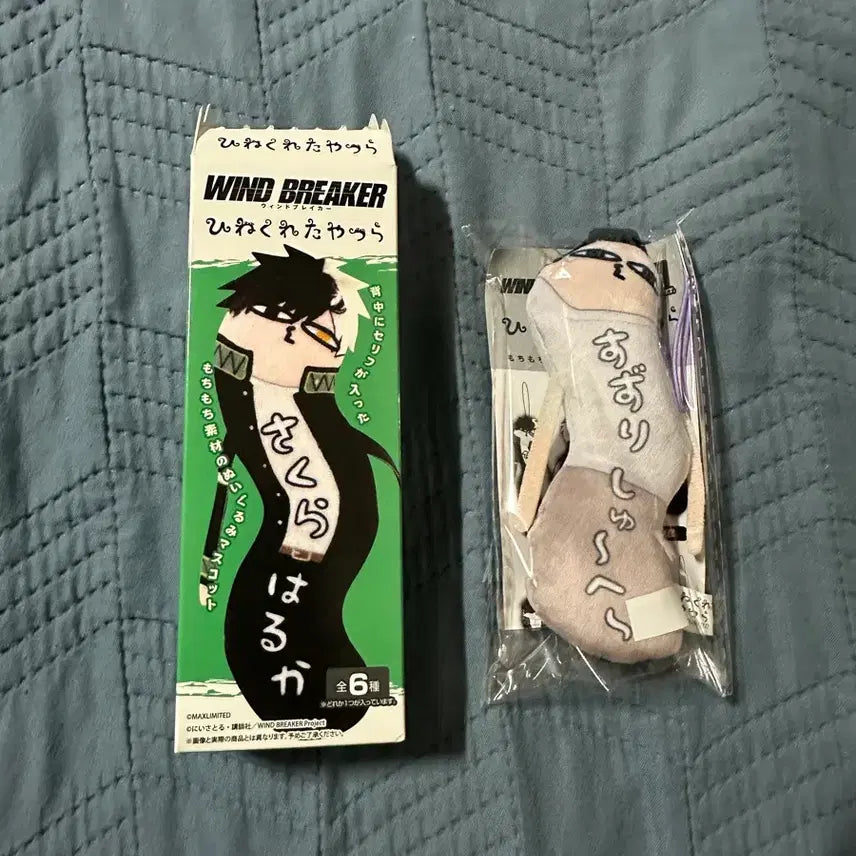 ひねくれたやつら
WIND BREAKER
ウィンドブレイカー
ひねくれたやつら
背中にセリフが入った
もちもち素材のぬいぐるみマスコット
さくら
はるか
全6種
※どれか1つが入っています。
©MAXLIMITED
©にいさとる・講談社／WIND BREAKER Project
※画像と実際の商品とは異なります。予めご了承ください。
WIN
ひ
もちも
すずり
しゅ〜へ〜